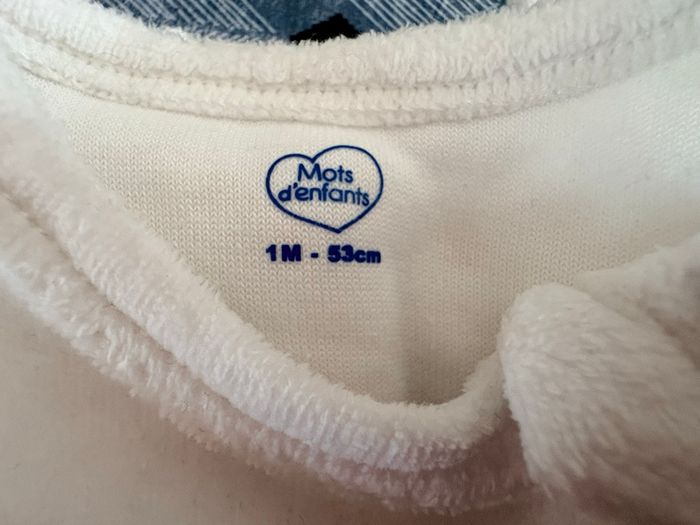 Mots
d'enfants
1M - 53cm